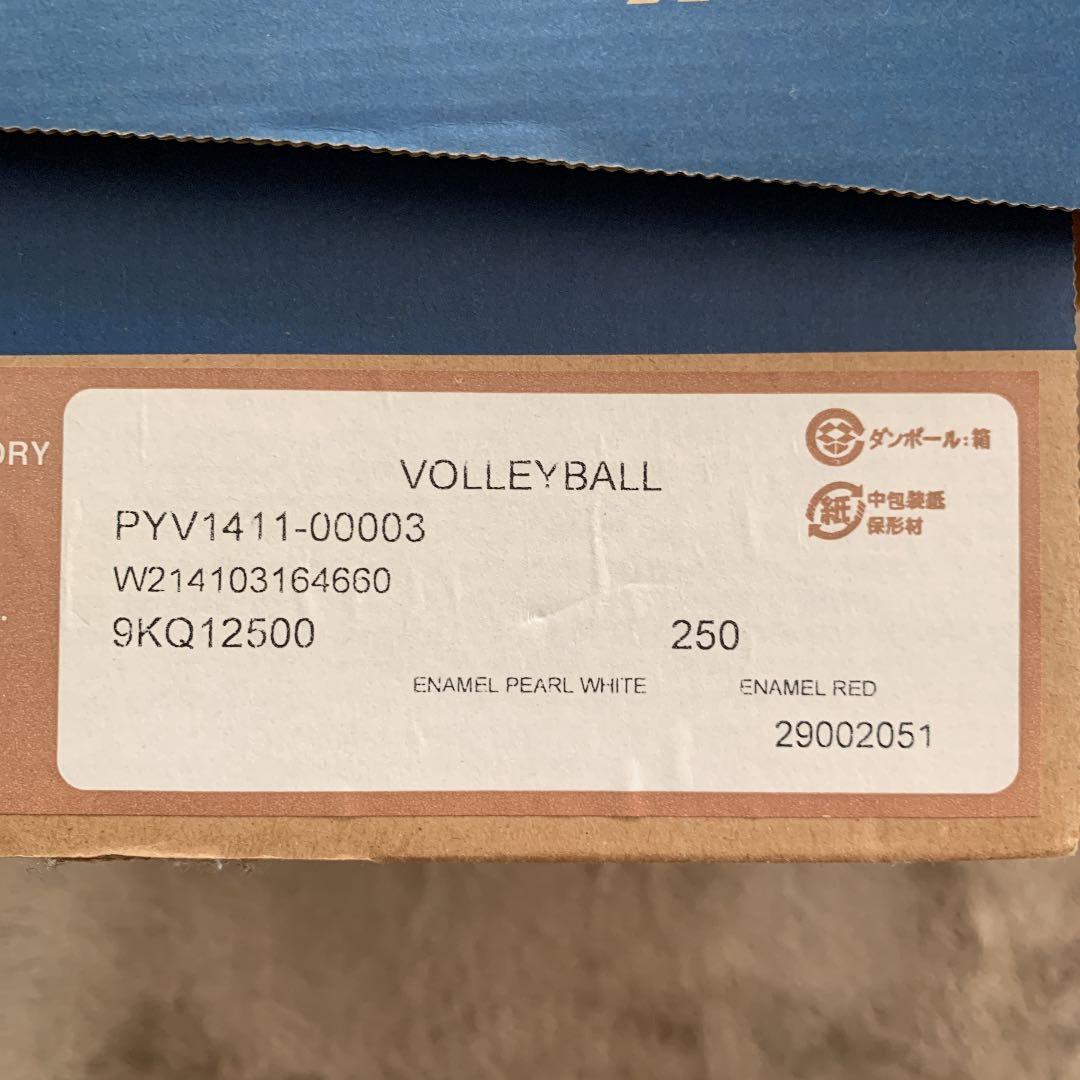 ORY
ダンボール:箱
VOLLEYBALL
紙
中包装紙
保形材
PYV1411-00003
W214103164660
9KQ12500 250
ENAMEL PEARL WHITE ENAMEL RED
29002051